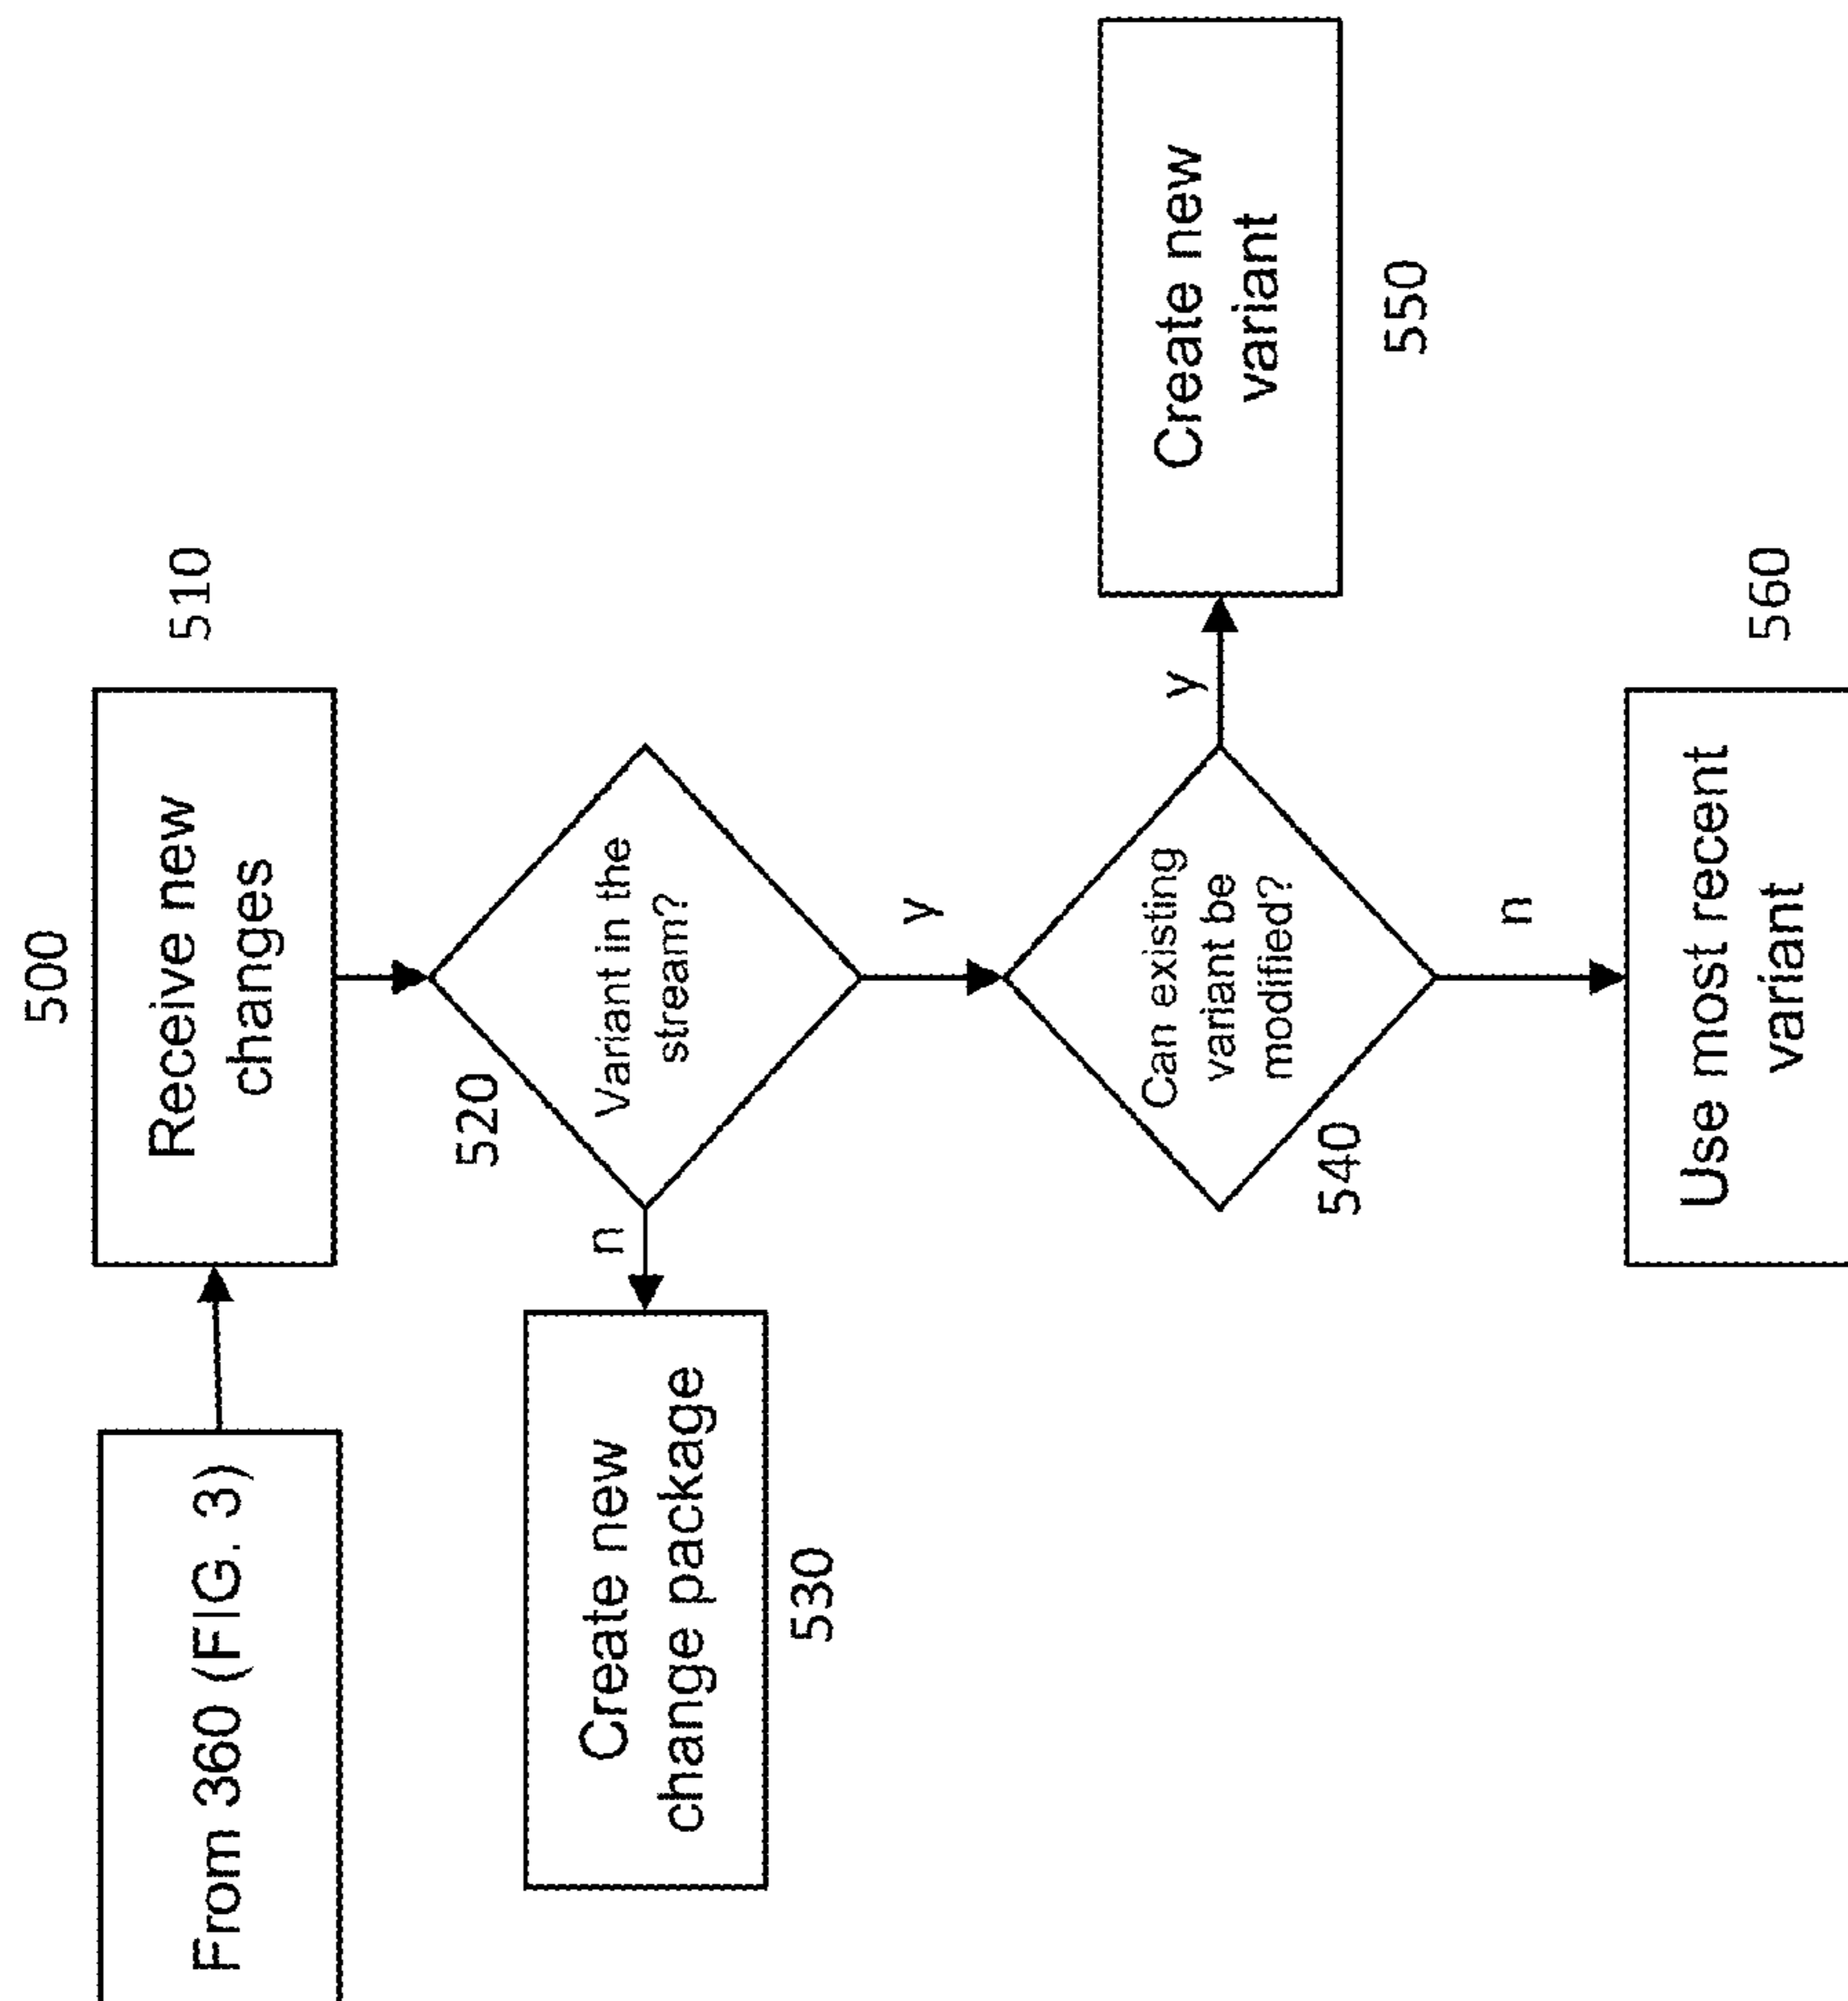 500
From 360 (FIG. 3)
Receive new
changes
510
520
Variant in the
stream?
n
Create new
change package
530
y
Can existing
variant be
modified?
540
y
Create new
variant
550
n
Use most recent
variant
560